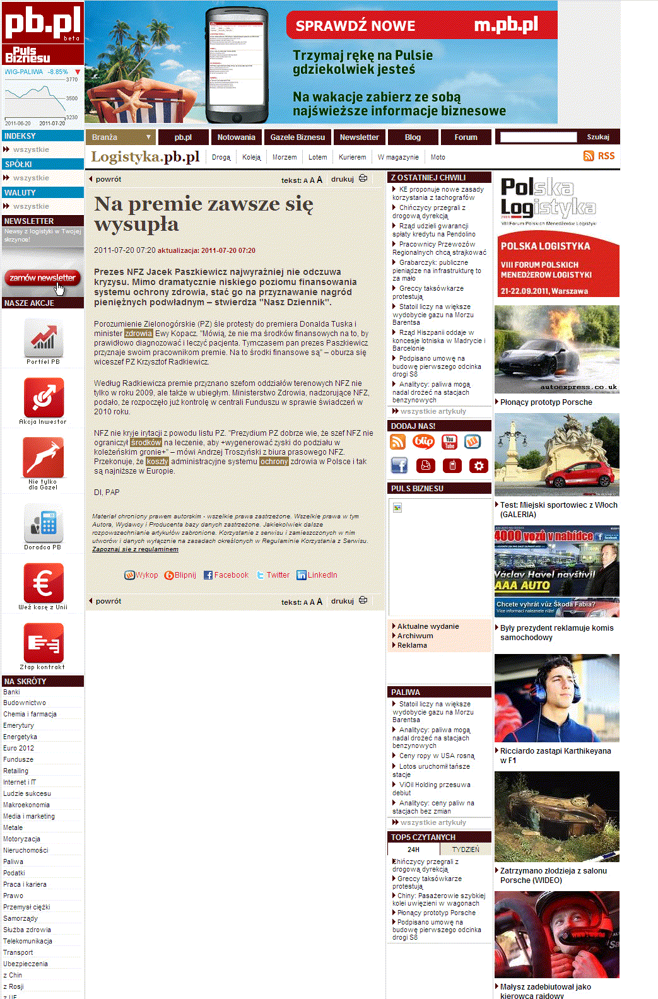 pb.pl
beta
Puls
Biznesu
WIG-PALIWA -8.85%
3770
3500
3230
2011-06-20 2011-07-20
INDEKSY
wszystkie
SPÓŁKI
wszystkie
WALUTY
wszystkie
NEWSLETTER
Newsy z logistyki w Twojej
skrzynce!
zamów newsletter
NASZE AKCJE
Portfel PB
Akcja Inwestor
Nie tylko
dla Gazel
Doradca PB
Weź kasę z Unii
Złap kontrakt
NA SKRÓTY
Banki
Budownictwo
Chemia i farmacja
Emerytury
Energetyka
Euro 2012
Fundusze
Retailing
Internet i IT
Ludzie sukcesu
Makroekonomia
Media i marketing
Metale
Motoryzacja
Nieruchomości
Paliwa
Podatki
Praca i kariera
Prawo
Przemysł ciężki
Samorządy
Służba zdrowia
Telekomunikacja
Transport
Ubezpieczenia
z Chin
z Rosji
z UE
SPRAWDŹ NOWE m.pb.pl
Trzymaj rękę na Pulsie
gdziekolwiek jesteś
Na wakacje zabierz ze sobą
najświeższe informacje biznesowe
Branża pb.pl Notowania Gazele Biznesu Newsletter Blog Forum Szukaj
Logistyka.pb.pl Drogą Koleją Morzem Lotem Kurierem W magazynie Moto RSS
powrót tekst: A A A drukuj
Na premie zawsze się
wysupła
2011-07-20 07:20 aktualizacja: 2011-07-20 07:20
Prezes NFZ Jacek Paszkiewicz najwyraźniej nie odczuwa
kryzysu. Mimo dramatycznie niskiego poziomu finansowania
systemu ochrony zdrowia, stać go na przyznawanie nagród
pieniężnych podwładnym – stwierdza "Nasz Dziennik".
Porozumienie Zielonogórskie (PZ) śle protesty do premiera Donalda Tuska i
minister zdrowia Ewy Kopacz. "Mówią, że nie ma środków finansowych na to, by
prawidłowo diagnozować i leczyć pacjenta. Tymczasem pan prezes Paszkiewicz
przyznaje swoim pracownikom premie. Na to środki finansowe są" – oburza się
wiceszef PZ Krzysztof Radkiewicz.
Według Radkiewicza premie przyznano szefom oddziałów terenowych NFZ nie
tylko w roku 2009, ale także w ubiegłym. Ministerstwo Zdrowia, nadzorujące NFZ,
podało, że rozpoczęło już kontrolę w centrali Funduszu w sprawie świadczeń w
2010 roku.
NFZ nie kryje irytacji z powodu listu PZ. "Prezydium PZ dobrze wie, że szef NFZ nie
ograniczył środków na leczenie, aby +wygenerować zyski do podziału w
koleżeńskim gronie+" – mówi Andrzej Troszyński z biura prasowego NFZ.
Przekonuje, że koszty administracyjne systemu ochrony zdrowia w Polsce i tak
są najniższe w Europie.
DI, PAP
Materiał chroniony prawem autorskim - wszelkie prawa zastrzeżone. Wszelkie prawa w tym
Autora, Wydawcy i Producenta bazy danych zastrzeżone. Jakiekolwiek dalsze
rozpowszechnianie artykułów zabronione. Korzystanie z serwisu i zamieszczonych w nim
utworów i danych wyłącznie na zasadach określonych w Regulaminie Korzystania z Serwisu.
Zapoznaj się z regulaminem
Wykop Blipnij Facebook Twitter LinkedIn
powrót tekst: A A A drukuj
Z OSTATNIEJ CHWILI
KE proponuje nowe zasady
korzystania z tachografów
Chińczycy przegrali z
drogową dyrekcją
Rząd udzieli gwarancji
spłaty kredytu na Pendolino
Pracownicy Przewozów
Regionalnych chcą strajkować
Grabarczyk: publiczne
pieniądze na infrastrukturę to
za mało
Greccy taksówkarze
protestują
Statoil liczy na większe
wydobycie gazu na Morzu
Barentsa
Rząd Hiszpanii oddaje w
koncesje lotniska w Madrycie i
Barcelonie
Podpisano umowę na
budowę pierwszego odcinka
drogi S8
Analitycy: paliwa mogą
nadal drożeć na stacjach
benzynowych
wszystkie artykuły
DODAJ NAS!
blip
You
Tube
PULS BIZNESU
Aktualne wydanie
Archiwum
Reklama
PALIWA
Statoil liczy na większe
wydobycie gazu na Morzu
Barentsa
Analitycy: paliwa mogą
nadal drożeć na stacjach
benzynowych
Ceny ropy w USA rosną
Lotos uruchomił tańsze
stacje
ViOil Holding przesuwa
debiut
Analitycy: ceny paliw na
stacjach bez zmian
wszystkie artykuły
TOP5 CZYTANYCH
24H TYDZIEŃ
Chińczycy przegrali z
drogową dyrekcją
Greccy taksówkarze
protestują
Chiny: Pasażerowie szybkiej
kolei uwięzieni w wagonach
Płonący prototyp Porsche
Podpisano umowę na
budowę pierwszego odcinka
drogi S8
Polska
Logistyka
VIII Forum Polskich Menedżerów Logistyki
POLSKA LOGISTYKA
VIII FORUM POLSKICH
MENEDŻEROW LOGISTYKI
21-22.09.2011, Warszawa
autoexpress.co.uk
Płonący prototyp Porsche
Test: Miejski sportowiec z Włoch
(GALERIA)
4000 vozů v nabídce
Václav Havel navštívil
AAA AUTO
Chcete vyhrát vůz Škoda Fabia?
Více informací naleznete níže!
Były prezydent reklamuje komis
samochodowy
Ricciardo zastąpi Karthikeyana
w F1
Zatrzymano złodzieja z salonu
Porsche (WIDEO)
Małysz zadebiutował jako
kierowca rajdowy